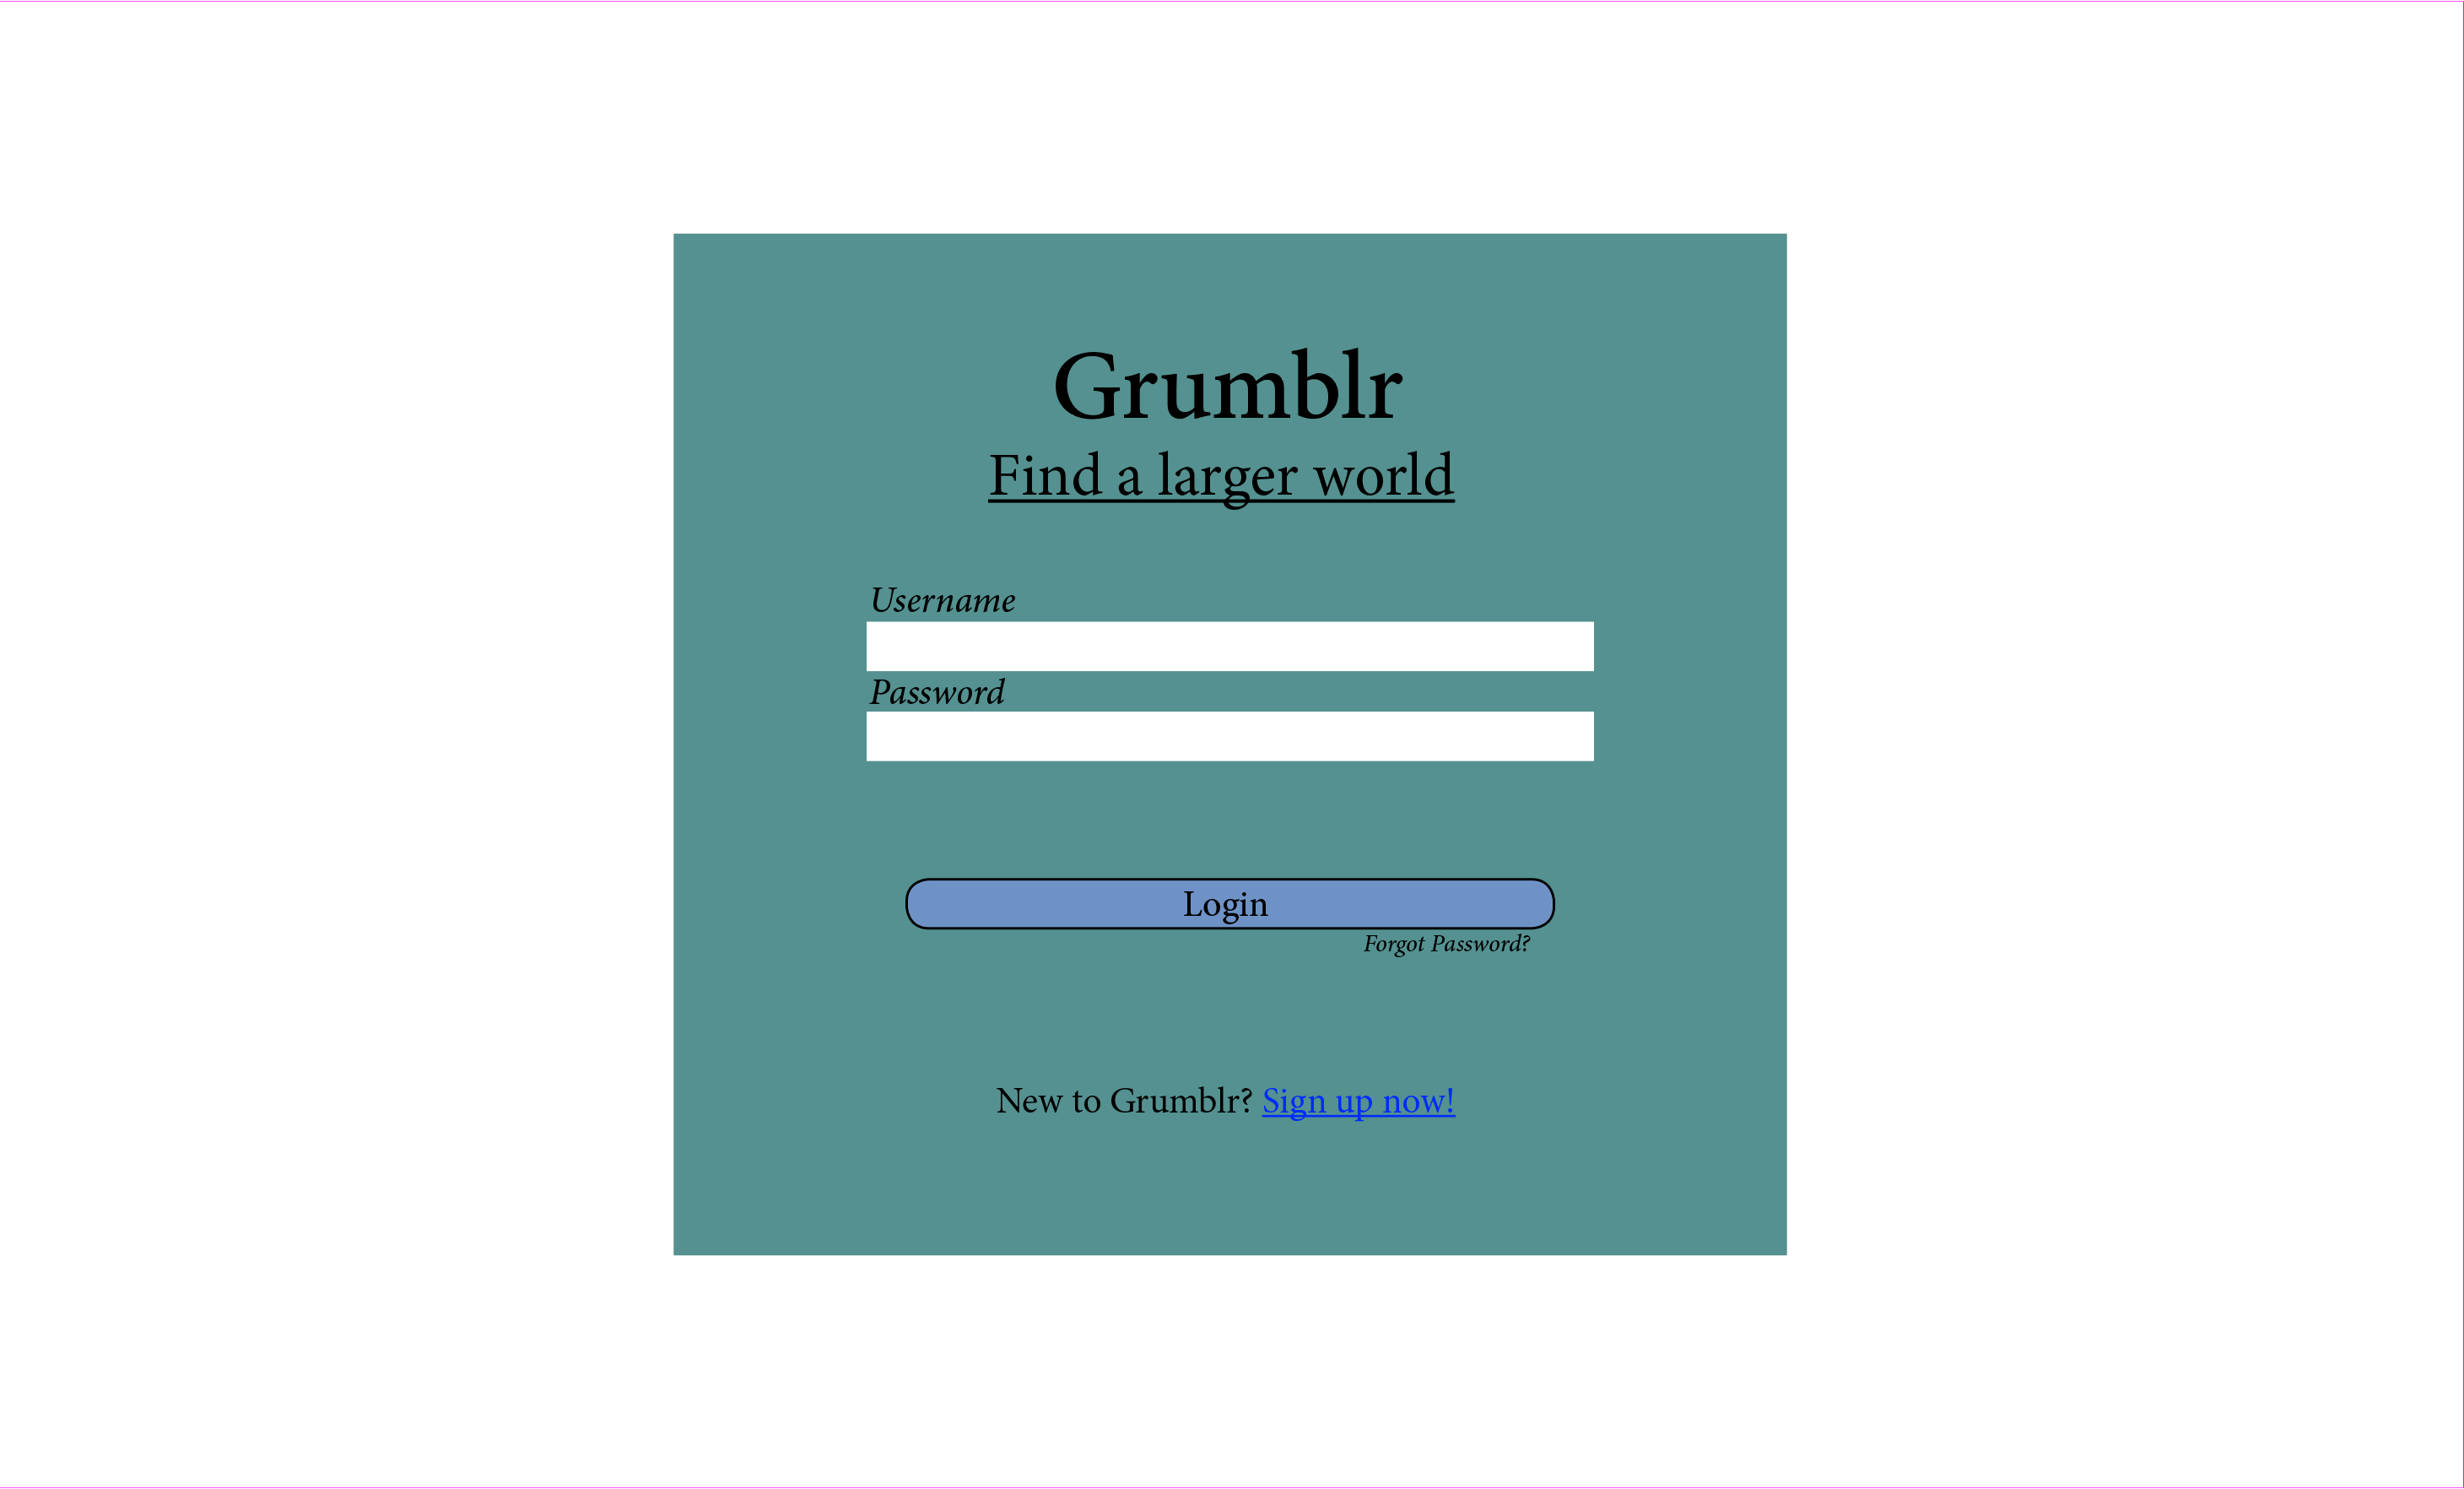 Grumblr
Find a larger world
Username
Password
Login
Forgot Password?
New to Grumblr? Sign up now!